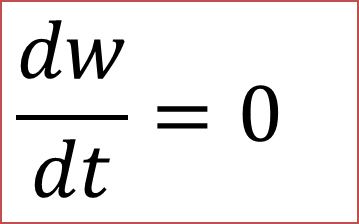 dw/dt = 0